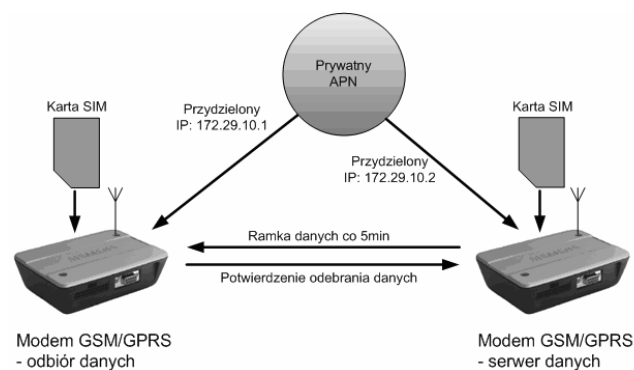 Prywatny
APN
Karta SIM
Karta SIM
Przydzielony
IP: 172.29.10.1
Przydzielony
IP: 172.29.10.2
Ramka danych co 5min
Potwierdzenie odebrania danych
Modem GSM/GPRS
- odbiór danych
Modem GSM/GPRS
- serwer danych